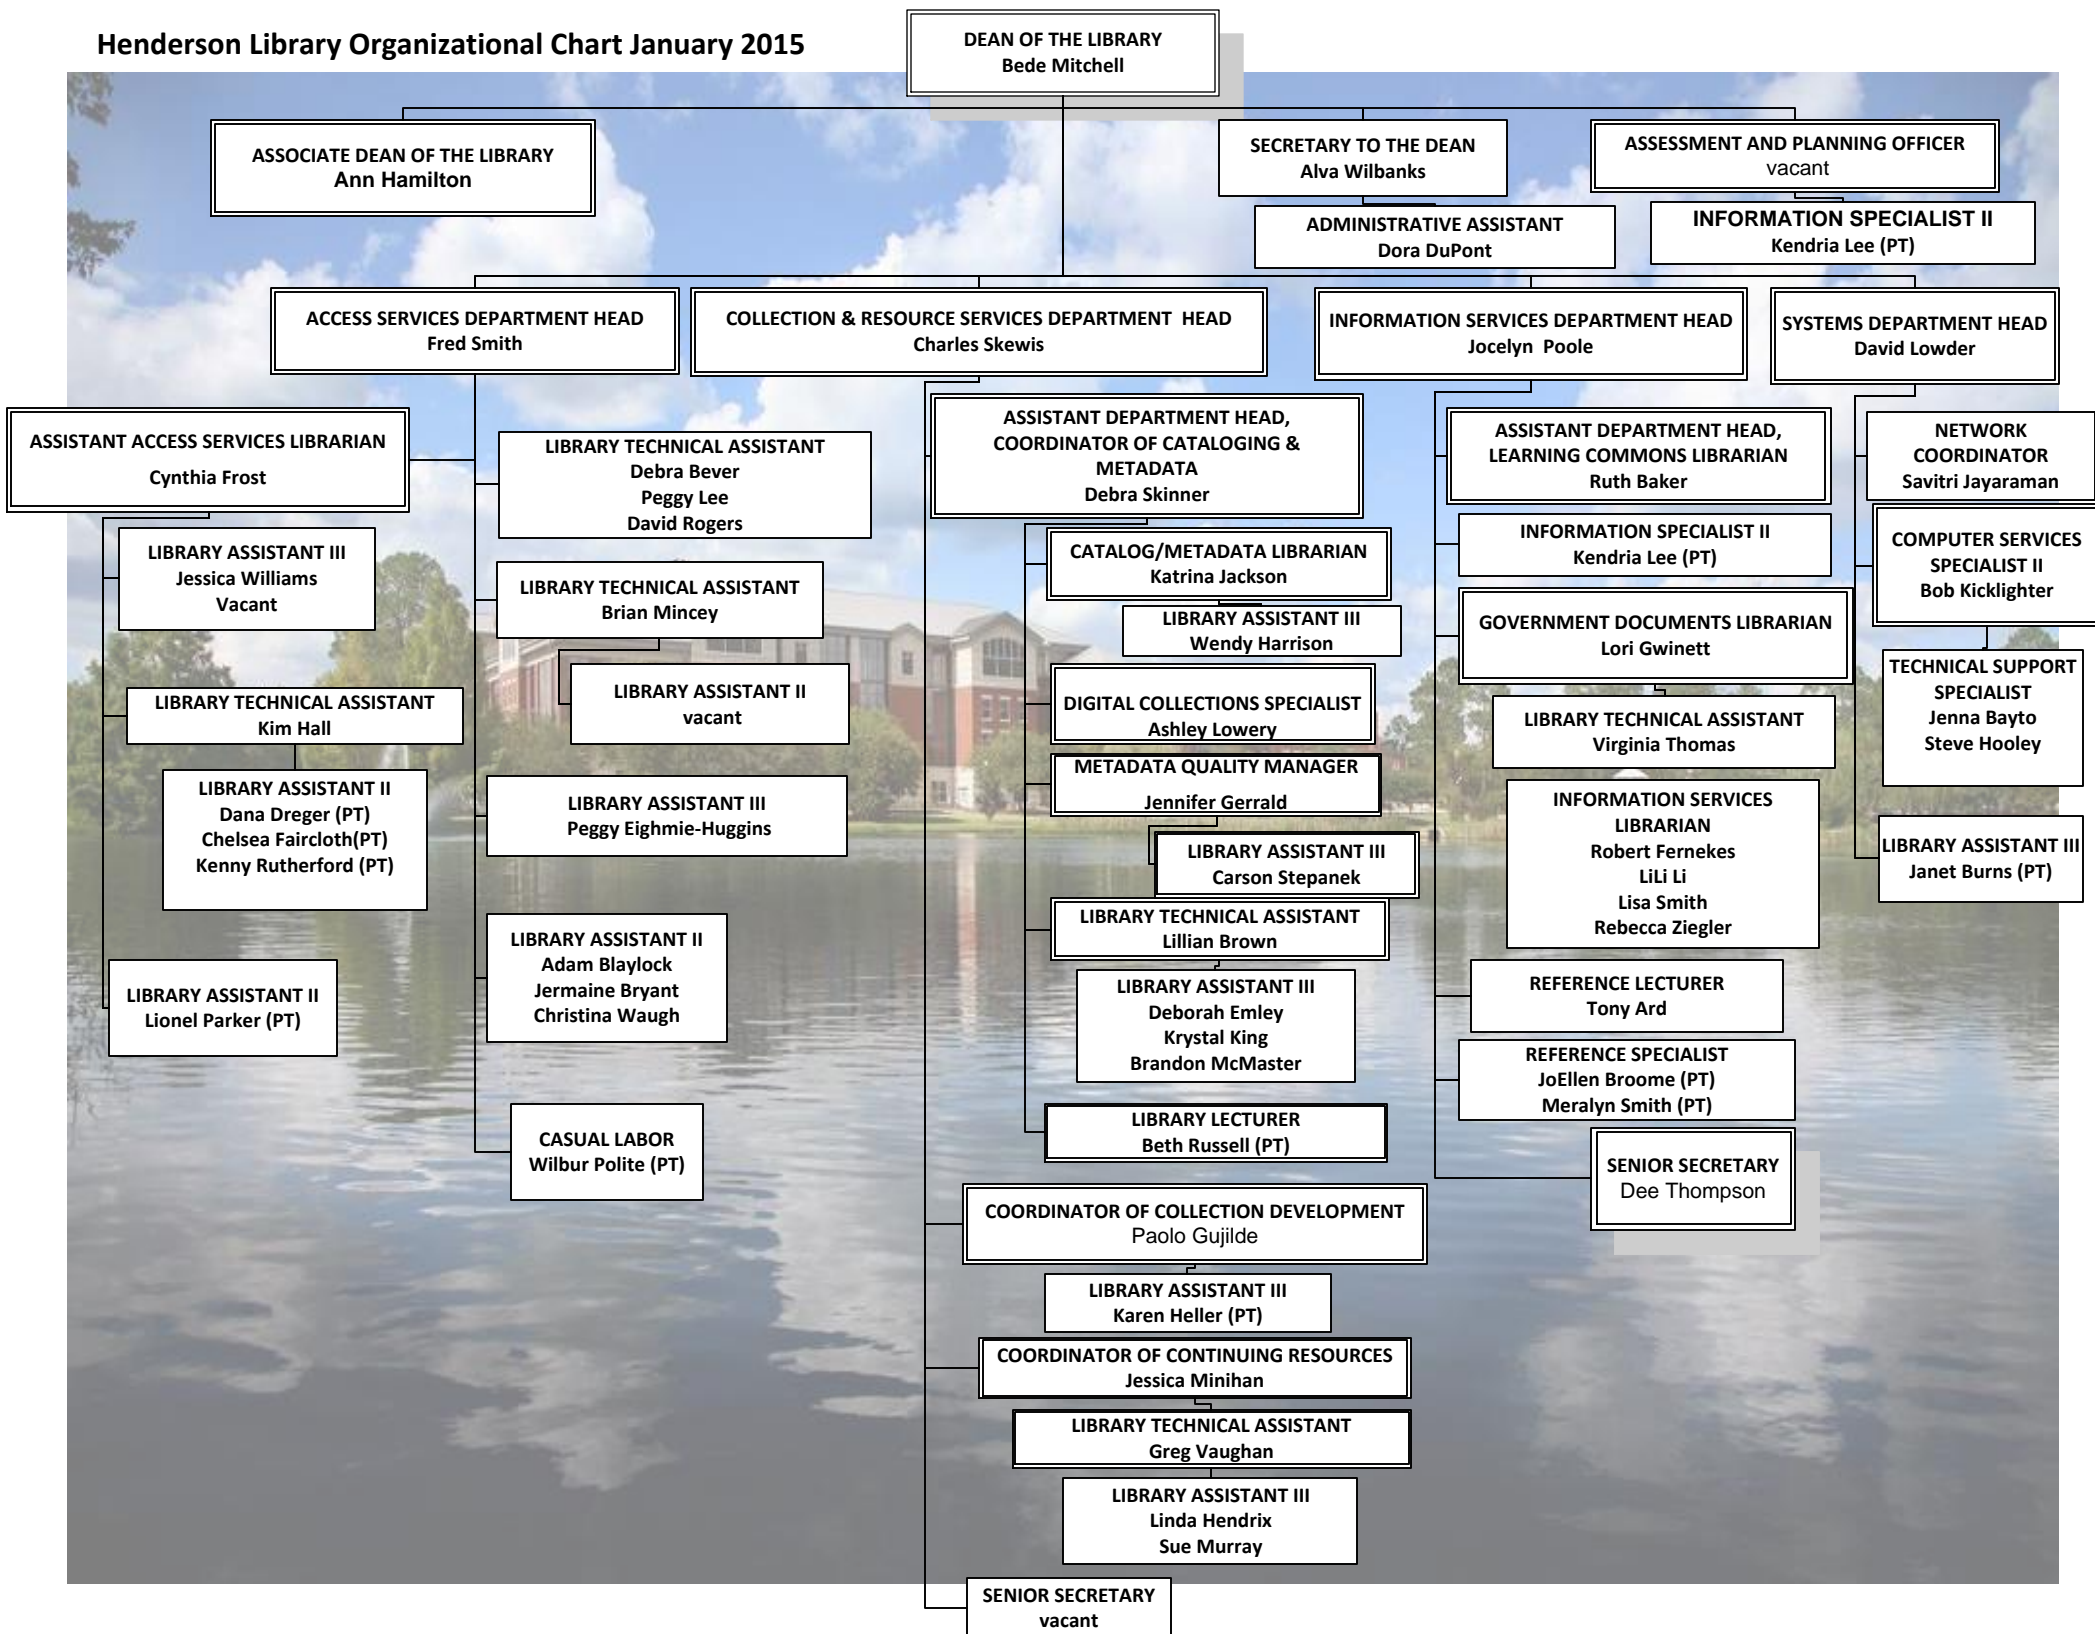 Henderson Library Organizational Chart January 2015
DEAN OF THE LIBRARY
Bede Mitchell
ASSOCIATE DEAN OF THE LIBRARY
Ann Hamilton
SECRETARY TO THE DEAN
Alva Wilbanks
ADMINISTRATIVE ASSISTANT
Dora DuPont
ASSESSMENT AND PLANNING OFFICER
vacant
INFORMATION SPECIALIST II
Kendria Lee (PT)
ACCESS SERVICES DEPARTMENT HEAD
Fred Smith
COLLECTION & RESOURCE SERVICES DEPARTMENT HEAD
Charles Skewis
INFORMATION SERVICES DEPARTMENT HEAD
Jocelyn Poole
SYSTEMS DEPARTMENT HEAD
David Lowder
ASSISTANT ACCESS SERVICES LIBRARIAN
Cynthia Frost
LIBRARY ASSISTANT III
Jessica Williams
Vacant
LIBRARY TECHNICAL ASSISTANT
Kim Hall
LIBRARY ASSISTANT II
Dana Dreger (PT)
Chelsea Faircloth(PT)
Kenny Rutherford (PT)
LIBRARY ASSISTANT II
Lionel Parker (PT)
LIBRARY TECHNICAL ASSISTANT
Debra Bever
Peggy Lee
David Rogers
LIBRARY TECHNICAL ASSISTANT
Brian Mincey
LIBRARY ASSISTANT II
vacant
LIBRARY ASSISTANT III
Peggy Eighmie-Huggins
LIBRARY ASSISTANT II
Adam Blaylock
Jermaine Bryant
Christina Waugh
CASUAL LABOR
Wilbur Polite (PT)
ASSISTANT DEPARTMENT HEAD,
COORDINATOR OF CATALOGING &
METADATA
Debra Skinner
CATALOG/METADATA LIBRARIAN
Katrina Jackson
LIBRARY ASSISTANT III
Wendy Harrison
DIGITAL COLLECTIONS SPECIALIST
Ashley Lowery
METADATA QUALITY MANAGER
Jennifer Gerrald
LIBRARY ASSISTANT III
Carson Stepanek
LIBRARY TECHNICAL ASSISTANT
Lillian Brown
LIBRARY ASSISTANT III
Deborah Emley
Krystal King
Brandon McMaster
LIBRARY LECTURER
Beth Russell (PT)
COORDINATOR OF COLLECTION DEVELOPMENT
Paolo Gujilde
LIBRARY ASSISTANT III
Karen Heller (PT)
COORDINATOR OF CONTINUING RESOURCES
Jessica Minihan
LIBRARY TECHNICAL ASSISTANT
Greg Vaughan
LIBRARY ASSISTANT III
Linda Hendrix
Sue Murray
SENIOR SECRETARY
vacant
ASSISTANT DEPARTMENT HEAD,
LEARNING COMMONS LIBRARIAN
Ruth Baker
INFORMATION SPECIALIST II
Kendria Lee (PT)
GOVERNMENT DOCUMENTS LIBRARIAN
Lori Gwinett
LIBRARY TECHNICAL ASSISTANT
Virginia Thomas
INFORMATION SERVICES
LIBRARIAN
Robert Fernekes
LiLi Li
Lisa Smith
Rebecca Ziegler
REFERENCE LECTURER
Tony Ard
REFERENCE SPECIALIST
JoEllen Broome (PT)
Meralyn Smith (PT)
SENIOR SECRETARY
Dee Thompson
NETWORK
COORDINATOR
Savitri Jayaraman
COMPUTER SERVICES
SPECIALIST II
Bob Kicklighter
TECHNICAL SUPPORT
SPECIALIST
Jenna Bayto
Steve Hooley
LIBRARY ASSISTANT III
Janet Burns (PT)